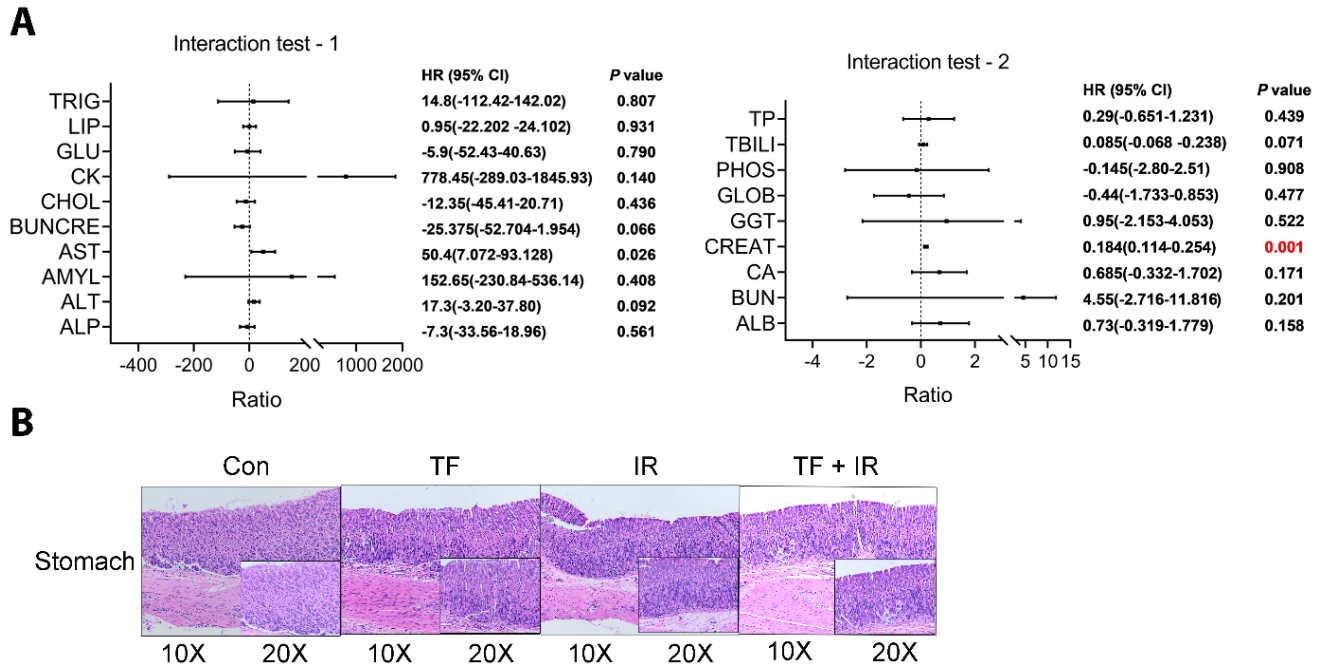 A
Interaction test - 1
HR (95% CI) P value
TRIG 14.8(-112.42-142.02) 0.807
LIP 0.95(-22.202 -24.102) 0.931
GLU -5.9(-52.43-40.63) 0.790
CK 778.45(-289.03-1845.93) 0.140
CHOL -12.35(-45.41-20.71) 0.436
BUNCRE -25.375(-52.704-1.954) 0.066
AST 50.4(7.072-93.128) 0.026
AMYL 152.65(-230.84-536.14) 0.408
ALT 17.3(-3.20-37.80) 0.092
ALP -7.3(-33.56-18.96) 0.561
-400 -200 0 200 1000 2000
Ratio
Interaction test - 2
HR (95% CI) P value
TP 0.29(-0.651-1.231) 0.439
TBILI 0.085(-0.068 -0.238) 0.071
PHOS -0.145(-2.80-2.51) 0.908
GLOB -0.44(-1.733-0.853) 0.477
GGT 0.95(-2.153-4.053) 0.522
CREAT 0.184(0.114-0.254) 0.001
CA 0.685(-0.332-1.702) 0.171
BUN 4.55(-2.716-11.816) 0.201
ALB 0.73(-0.319-1.779) 0.158
-4 -2 0 2 5 10 15
Ratio
B
Con TF IR TF + IR
Stomach
10X 20X 10X 20X 10X 20X 10X 20X